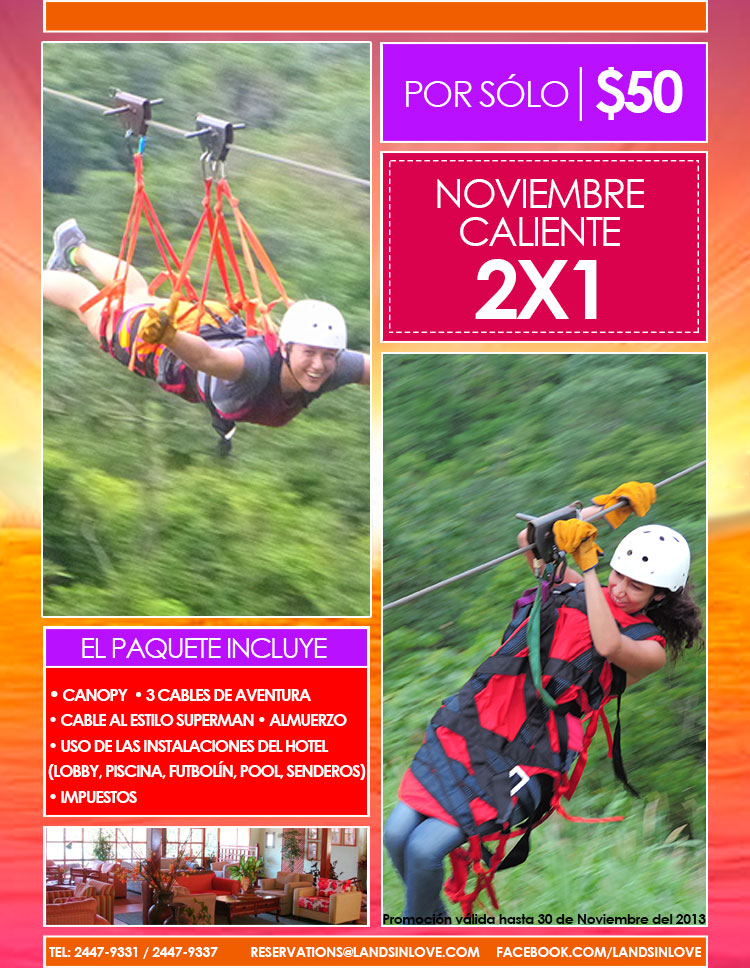 POR SÓLO | $50
NOVIEMBRE
CALIENTE
2X1
EL PAQUETE INCLUYE
• CANOPY • 3 CABLES DE AVENTURA
• CABLE AL ESTILO SUPERMAN • ALMUERZO
• USO DE LAS INSTALACIONES DEL HOTEL
(LOBBY, PISCINA, FUTBOLÍN, POOL, SENDEROS)
• IMPUESTOS
Promoción valida hasta 30 de Noviembre del 2013
TEL: 2447-9331 / 2447-9337 RESERVATIONS@LANDSINLOVE.COM FACEBOOK.COM/LANDSINLOVE